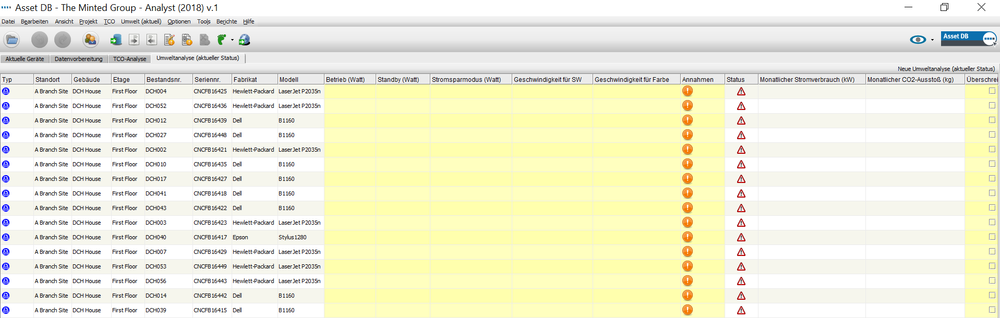 Asset DB - The Minted Group - Analyst (2018) v.1
Datei Bearbeiten Ansicht Projekt TCO Umwelt (aktuell) Optionen Tools Berichte Hilfe
Asset DB
Aktuelle Geräte Datenvorbereitung TCO-Analyse Umweltanalyse (aktueller Status)
Neue Umweltanalyse (aktueller Status)
Typ Standort Gebäude Etage Bestandsnr. Seriennr. Fabrikat Modell Betrieb (Watt) Standby (Watt) Stromsparmodus (Watt) Geschwindigkeit für SW Geschwindigkeit für Farbe Annahmen Status Monatlicher Stromverbrauch (kW) Monatlicher CO2-Ausstoß (kg) Überschrei
A Branch Site DCH House First Floor DCH004 CNCFB16425 Hewlett-Packard LaserJet P2035n
A Branch Site DCH House First Floor DCH052 CNCFB16436 Hewlett-Packard LaserJet P2035n
A Branch Site DCH House First Floor DCH012 CNCFB16439 Dell B1160
A Branch Site DCH House First Floor DCH027 CNCFB16448 Dell B1160
A Branch Site DCH House First Floor DCH002 CNCFB16421 Hewlett-Packard LaserJet P2035n
A Branch Site DCH House First Floor DCH010 CNCFB16435 Dell B1160
A Branch Site DCH House First Floor DCH017 CNCFB16427 Dell B1160
A Branch Site DCH House First Floor DCH041 CNCFB16418 Dell B1160
A Branch Site DCH House First Floor DCH043 CNCFB16422 Dell B1160
A Branch Site DCH House First Floor DCH003 CNCFB16423 Hewlett-Packard LaserJet P2035n
A Branch Site DCH House First Floor DCH040 CNCFB16417 Epson Stylus1280
A Branch Site DCH House First Floor DCH007 CNCFB16429 Hewlett-Packard LaserJet P2035n
A Branch Site DCH House First Floor DCH053 CNCFB16449 Hewlett-Packard LaserJet P2035n
A Branch Site DCH House First Floor DCH056 CNCFB16443 Hewlett-Packard LaserJet P2035n
A Branch Site DCH House First Floor DCH014 CNCFB16442 Dell B1160
A Branch Site DCH House First Floor DCH039 CNCFB16415 Dell B1160